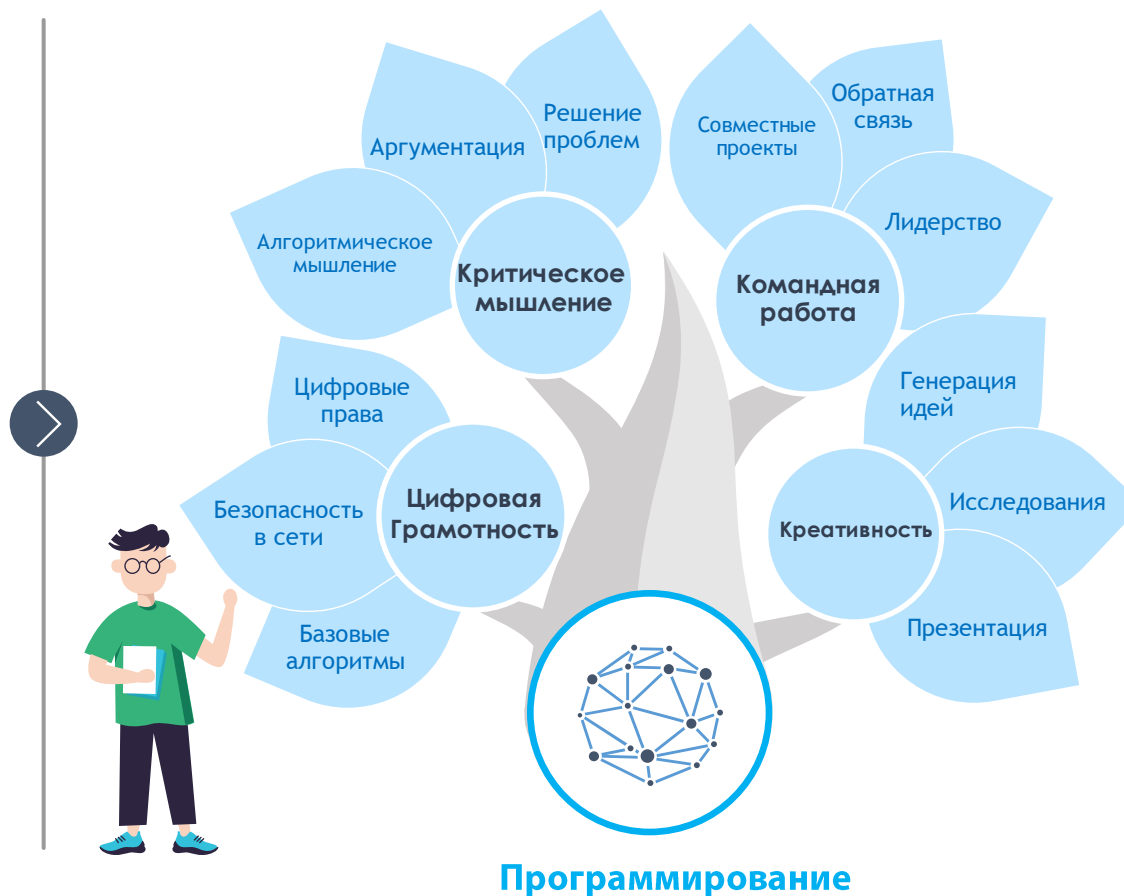 Решение
проблем
Аргументация
Алгоритмическое
мышление
Критическое
мышление
Обратная
связь
Совместные
проекты
Лидерство
Командная
работа
Цифровые
права
Безопасность
в сети
Базовые
алгоритмы
Цифровая
Грамотность
Генерация
идей
Исследования
Презентация
Креативность
Программирование